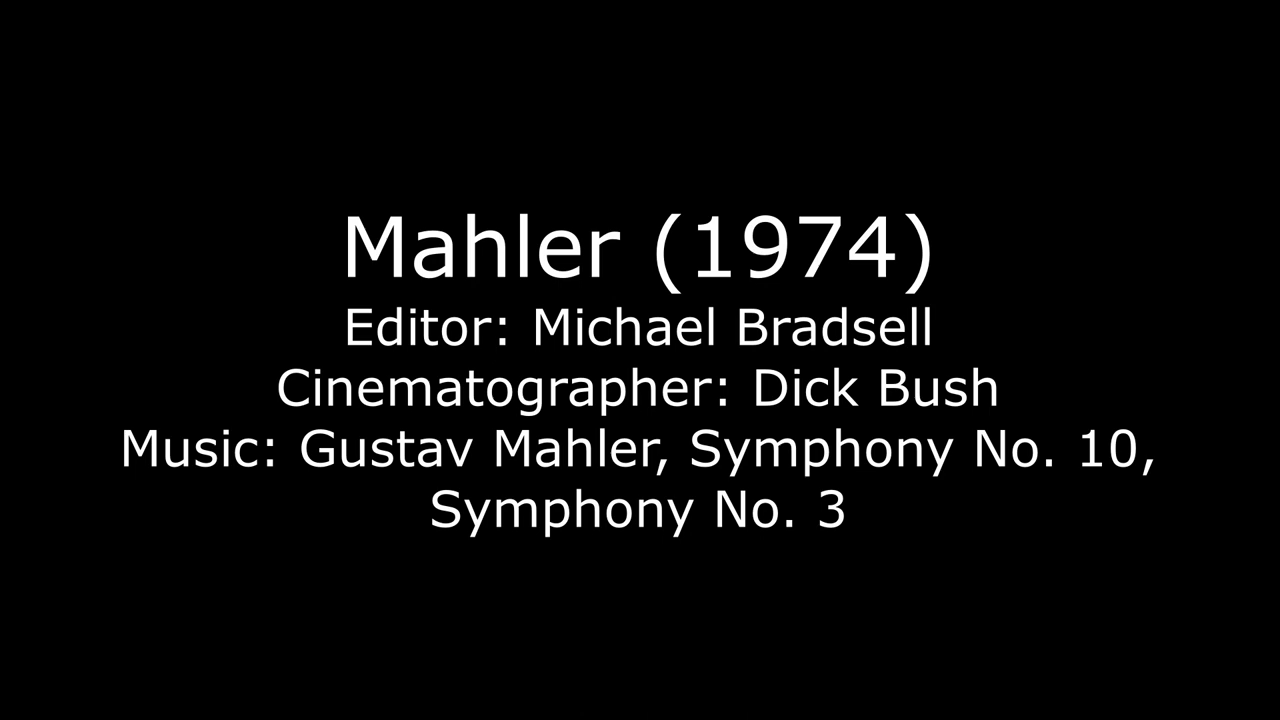 Mahler (1974)
Editor: Michael Bradsell
Cinematographer: Dick Bush
Music: Gustav Mahler, Symphony No. 10,
Symphony No. 3